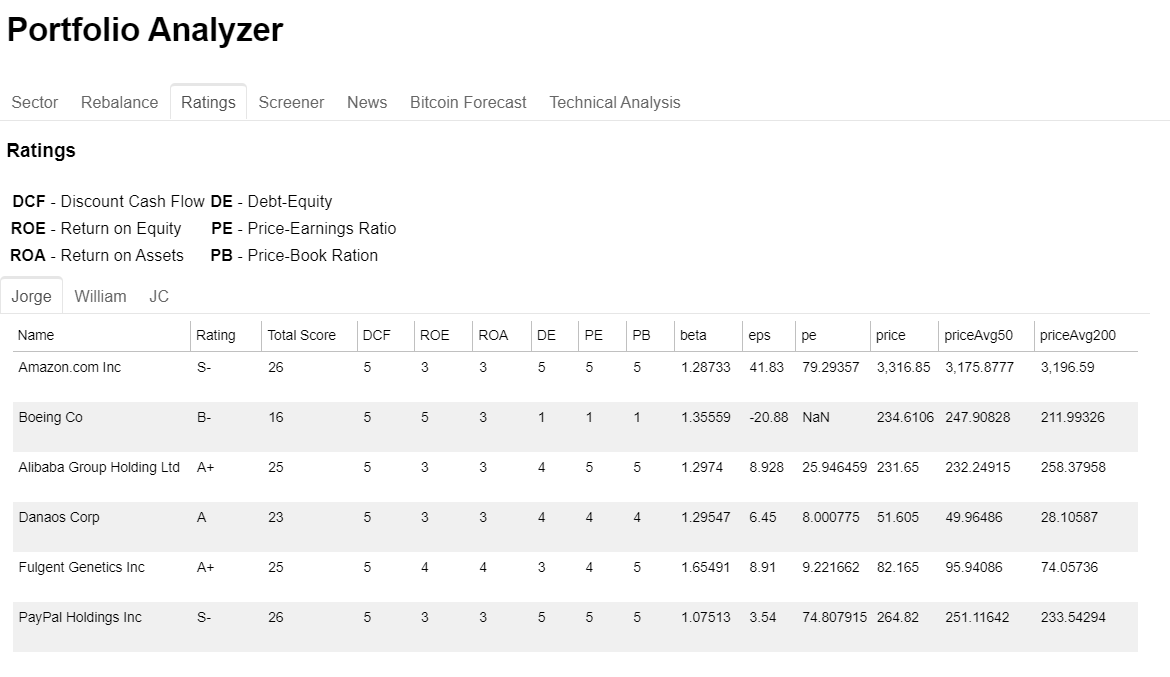 Portfolio Analyzer
Sector Rebalance Ratings Screener News Bitcoin Forecast Technical Analysis
Ratings
DCF - Discount Cash Flow DE - Debt-Equity
ROE - Return on Equity PE - Price-Earnings Ratio
ROA - Return on Assets PB - Price-Book Ration
Jorge William JC
Name Rating Total Score DCF ROE ROA DE PE PB beta eps pe price priceAvg50 priceAvg200
Amazon.com Inc S- 26 5 3 3 5 5 5 1.28733 41.83 79.29357 3,316.85 3,175.8777 3,196.59
Boeing Co B- 16 5 5 3 1 1 1 1.35559 -20.88 NaN 234.6106 247.90828 211.99326
Alibaba Group Holding Ltd A+ 25 5 3 3 4 5 5 1.2974 8.928 25.946459 231.65 232.24915 258.37958
Danaos Corp A 23 5 3 3 4 4 4 1.29547 6.45 8.000775 51.605 49.96486 28.10587
Fulgent Genetics Inc A+ 25 5 4 4 3 4 5 1.65491 8.91 9.221662 82.165 95.94086 74.05736
PayPal Holdings Inc S- 26 5 3 3 5 5 5 1.07513 3.54 74.807915 264.82 251.11642 233.54294